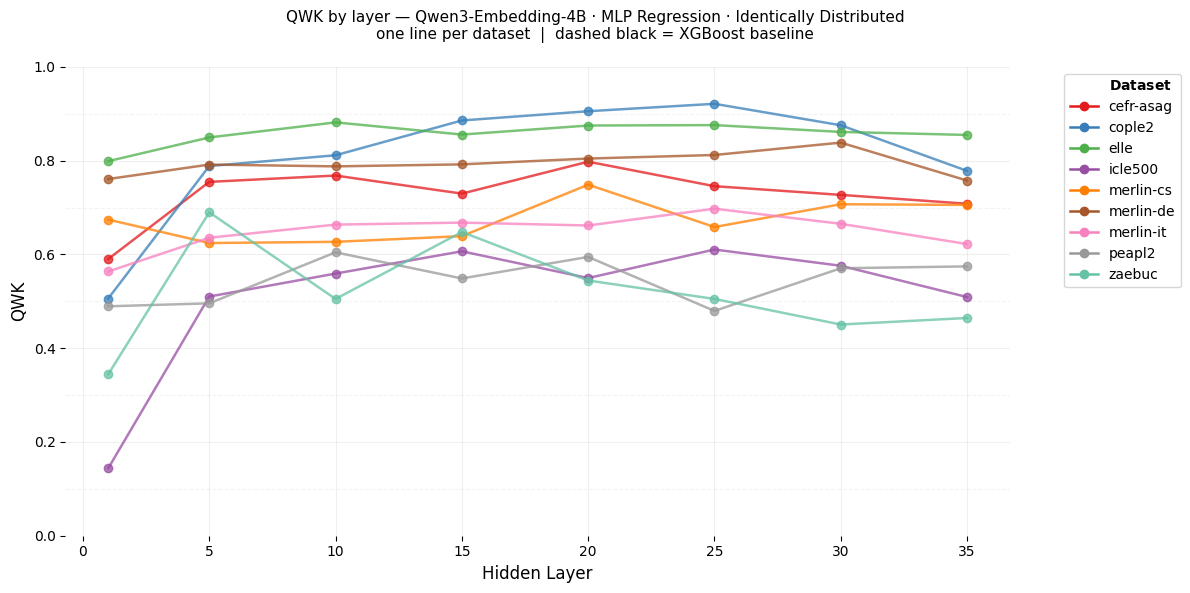 QWK by layer — Qwen3-Embedding-4B · MLP Regression · Identically Distributed
one line per dataset | dashed black = XGBoost baseline
QWK
1.0
0.8
0.6
0.4
0.2
0.0
0 5 10 15 20 25 30 35
Hidden Layer
Dataset
cefr-asag
cople2
elle
icle500
merlin-cs
merlin-de
merlin-it
peapl2
zaebuc